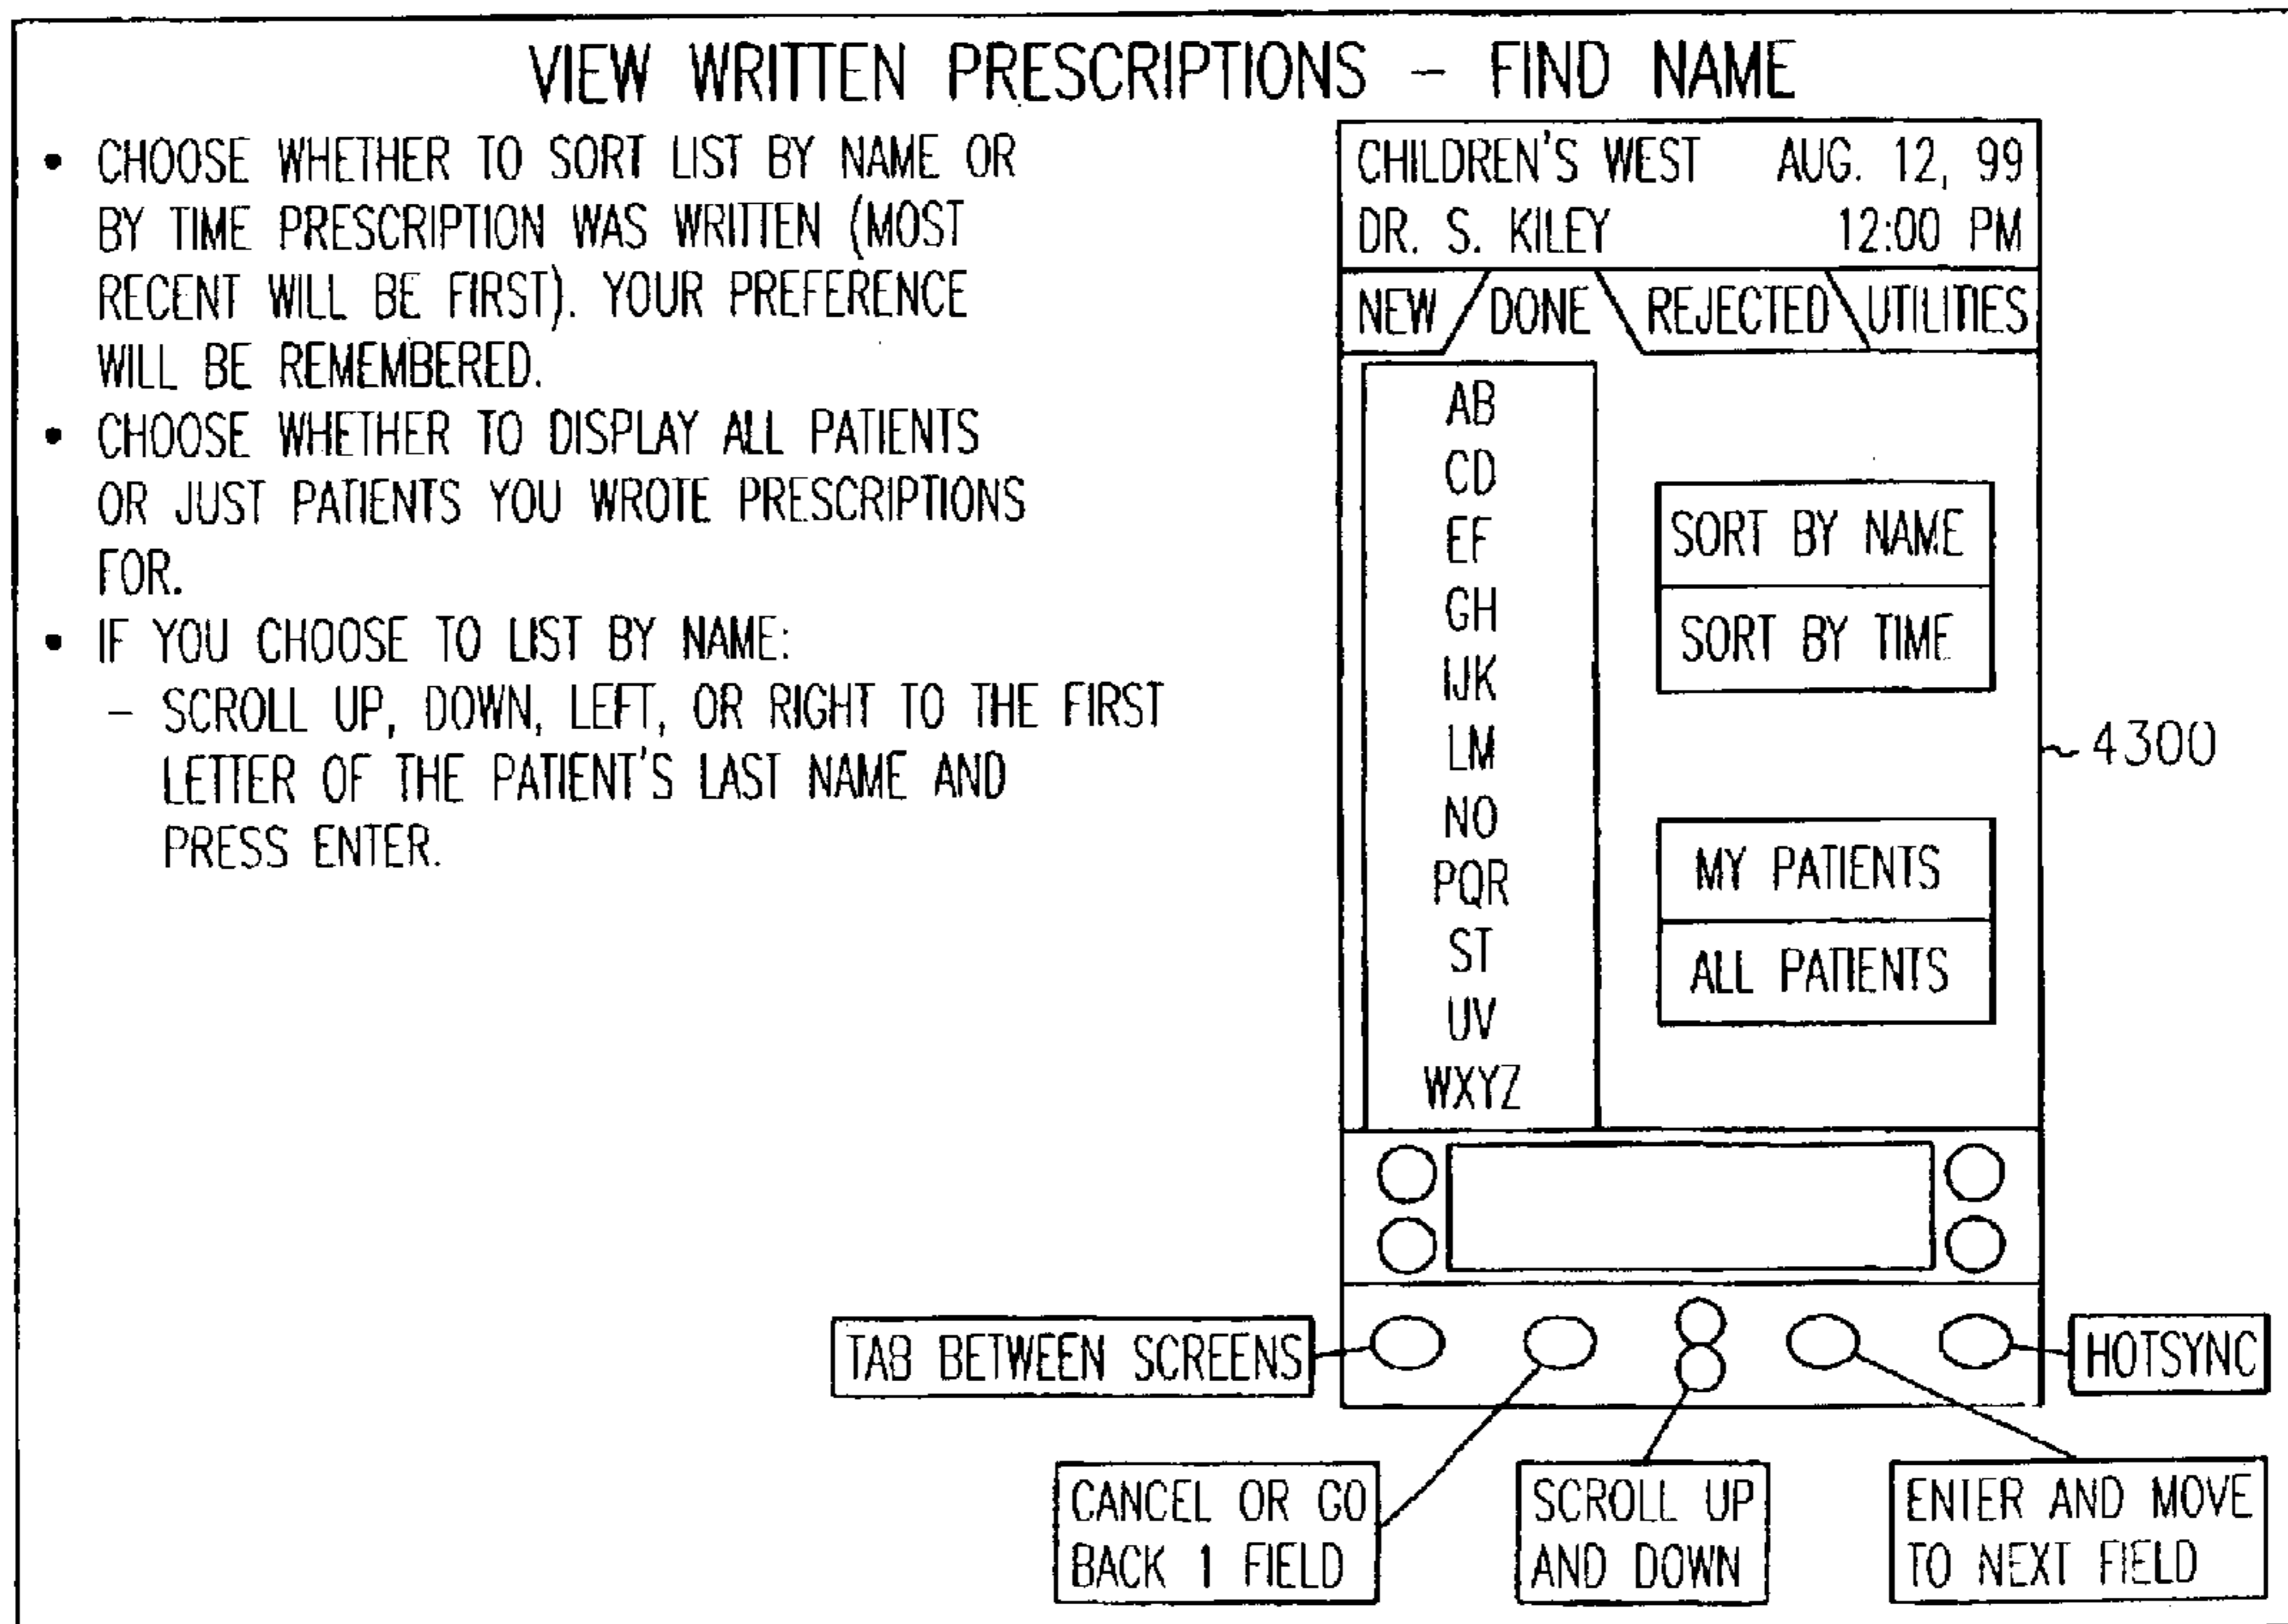 VIEW WRITTEN PRESCRIPTIONS – FIND NAME
• CHOOSE WHETHER TO SORT LIST BY NAME OR
BY TIME PRESCRIPTION WAS WRITTEN (MOST
RECENT WILL BE FIRST). YOUR PREFERENCE
WILL BE REMEMBERED.
• CHOOSE WHETHER TO DISPLAY ALL PATIENTS
OR JUST PATIENTS YOU WROTE PRESCRIPTIONS
FOR.
• IF YOU CHOOSE TO LIST BY NAME:
– SCROLL UP, DOWN, LEFT, OR RIGHT TO THE FIRST
LETTER OF THE PATIENT'S LAST NAME AND
PRESS ENTER.
CHILDREN'S WEST AUG. 12, 99
DR. S. KILEY 12:00 PM
NEW DONE REJECTED UTILITIES
AB
CD
EF
GH
IJK
LM
NO
PQR
ST
UV
WXYZ
SORT BY NAME
SORT BY TIME
MY PATIENTS
ALL PATIENTS
4300
TAB BETWEEN SCREENS
HOTSYNC
CANCEL OR GO
BACK 1 FIELD
SCROLL UP
AND DOWN
ENTER AND MOVE
TO NEXT FIELD